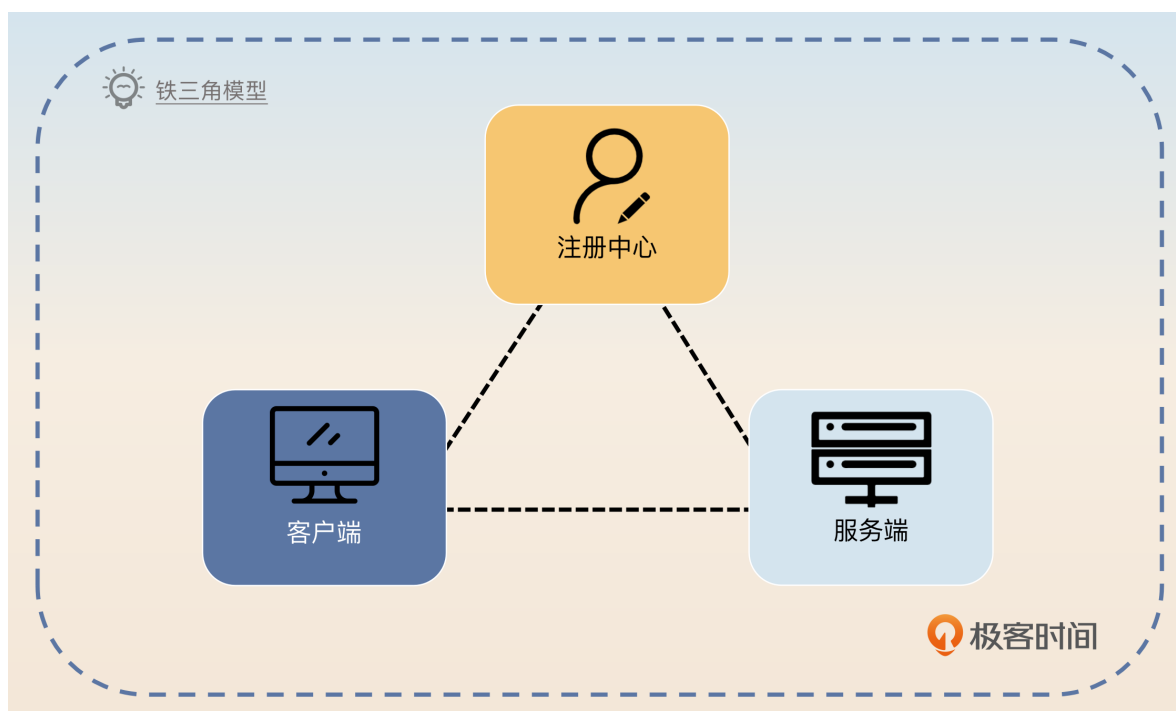 铁三角模型
注册中心
客户端
服务端
极客时间